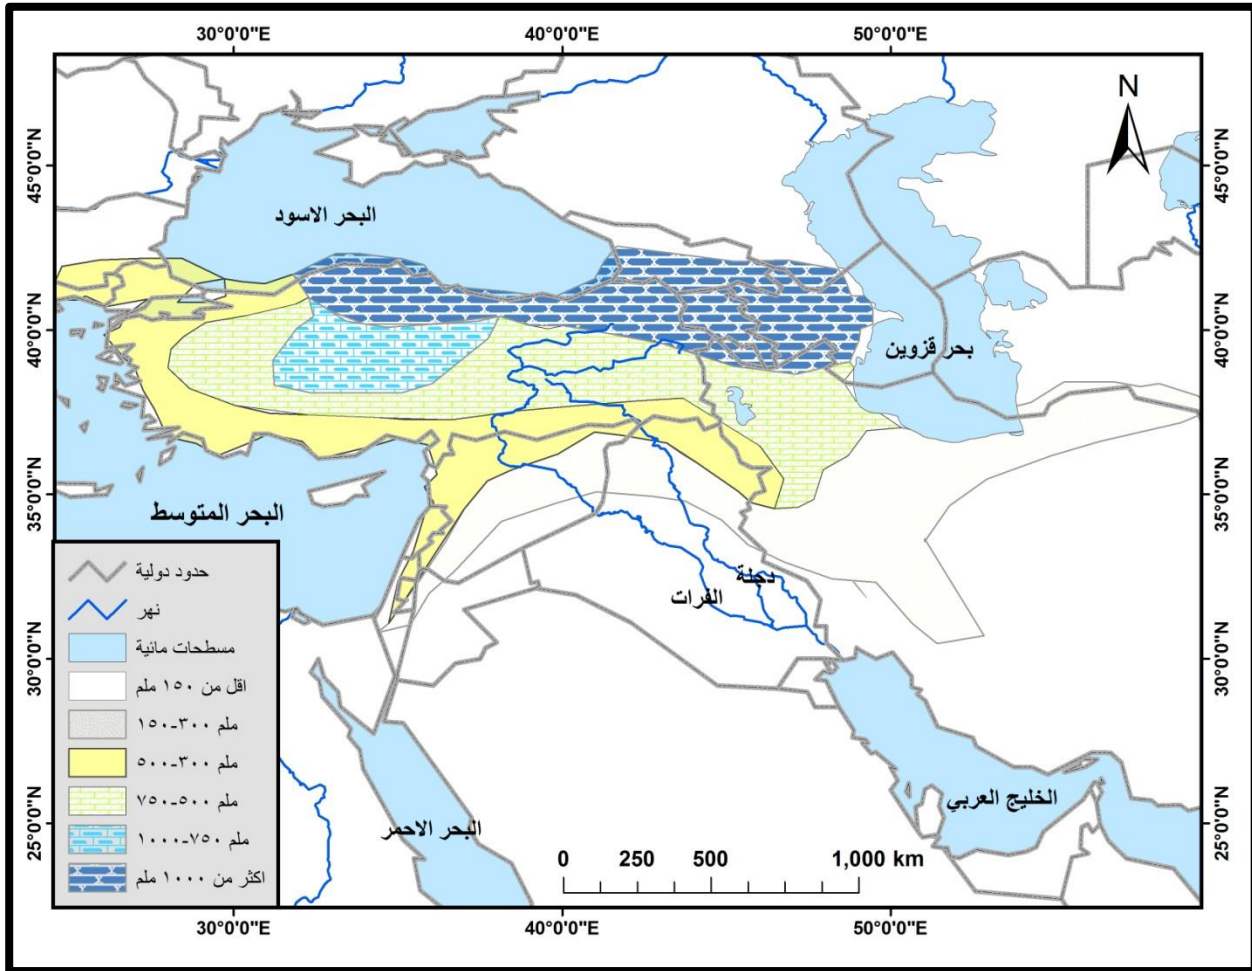 30°0'0"E
40°0'0"E
50°0'0"E
N
45°0'0"N
45°0'0"N
البحر الاسود
40°0'0"N
40°0'0"N
بحر قزوين
35°0'0"N
35°0'0"N
البحر المتوسط
دجلة
الفرات
حدود دولية
نهر
مسطحات مائية
اقل من ١٥٠ ملم
ملم ٣٠٠-١٥٠
ملم ٣٠٠-٥٠٠
ملم ٥٠٠-٧٥٠
ملم ٧٥٠-١٠٠٠
اكثر من ١٠٠٠ ملم
30°0'0"N
30°0'0"N
الخليج العربي
البحر الاحمر
25°0'0"N
25°0'0"N
0 250 500 1,000 km
30°0'0"E
40°0'0"E
50°0'0"E